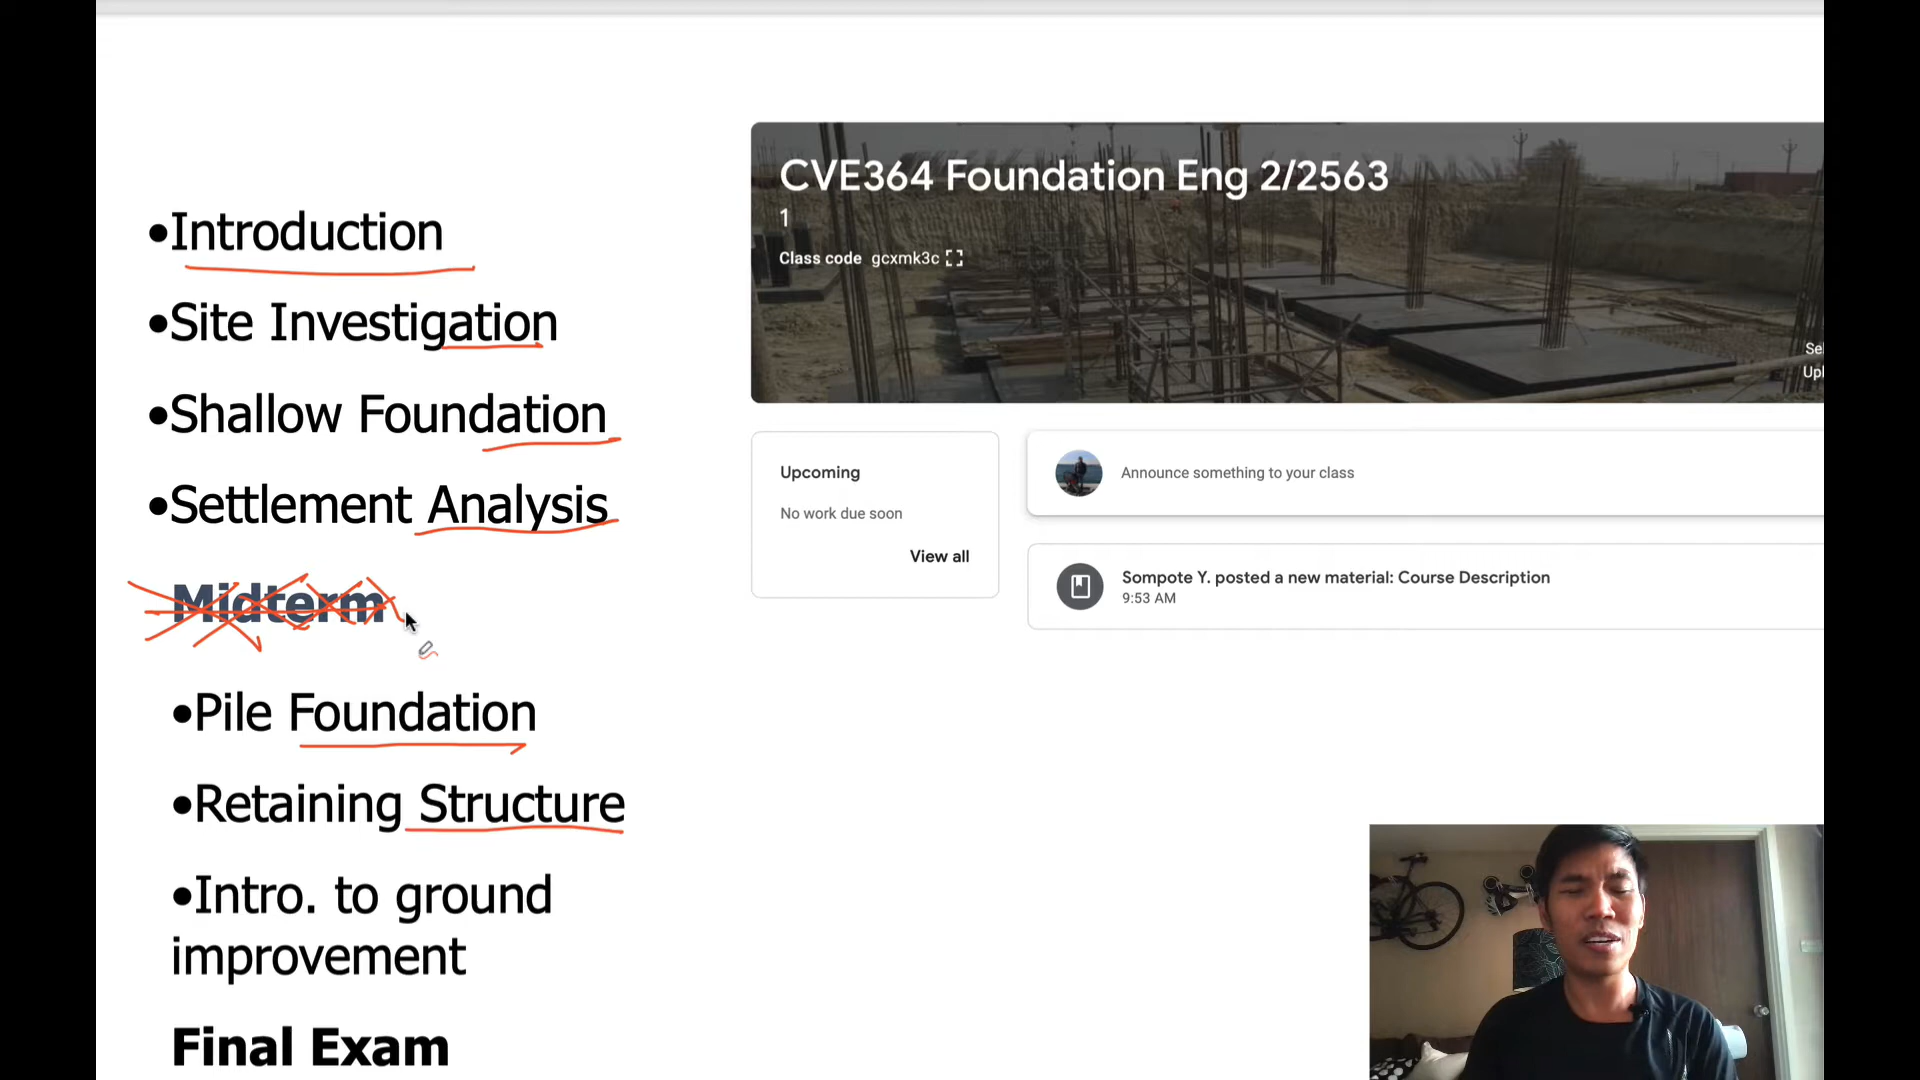 •Introduction
•Site Investigation
•Shallow Foundation
•Settlement Analysis
Midterm
•Pile Foundation
•Retaining Structure
•Intro. to ground
improvement
Final Exam
CVE364 Foundation Eng 2/2563
1
Class code gcxmk3c
Upcoming
No work due soon
View all
Announce something to your class
Sompote Y. posted a new material: Course Description
9:53 AM